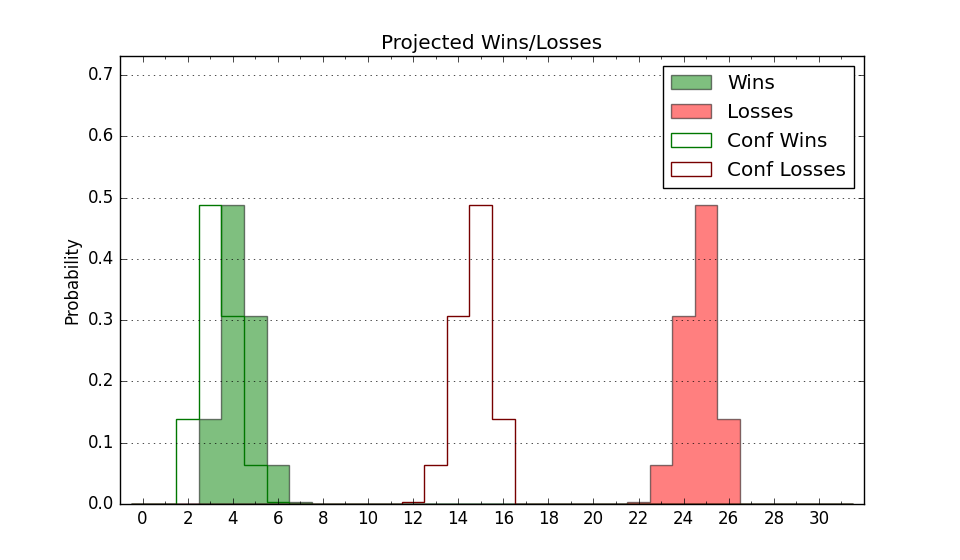 Projected Wins/Losses
Wins
Losses
Conf Wins
Conf Losses
Probability
0.7
0.6
0.5
0.4
0.3
0.2
0.1
0.0
0 2 4 6 8 10 12 14 16 18 20 22 24 26 28 30